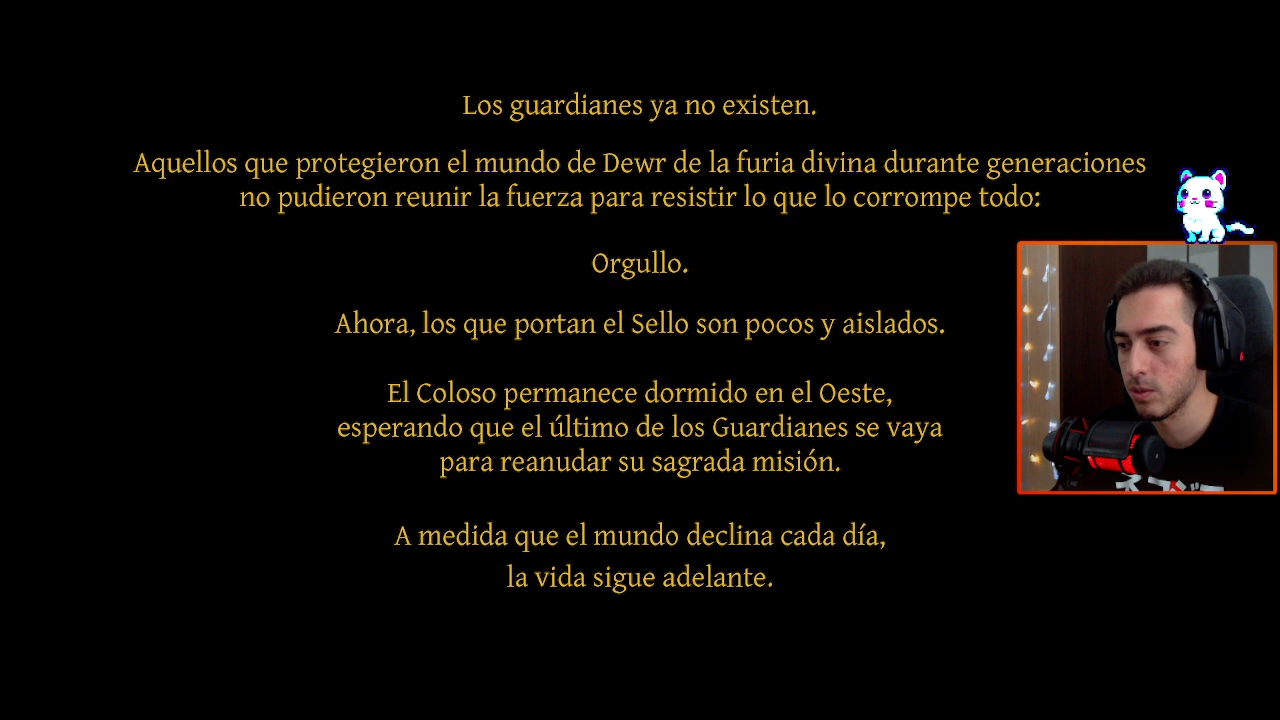 Los guardianes ya no existen.
Aquellos que protegieron el mundo de Dewr de la furia divina durante generaciones
no pudieron reunir la fuerza para resistir lo que lo corrompe todo:
Orgullo.
Ahora, los que portan el Sello son pocos y aislados.
El Coloso permanece dormido en el Oeste,
esperando que el último de los Guardianes se vaya
para reanudar su sagrada misión.
A medida que el mundo declina cada día,
la vida sigue adelante.